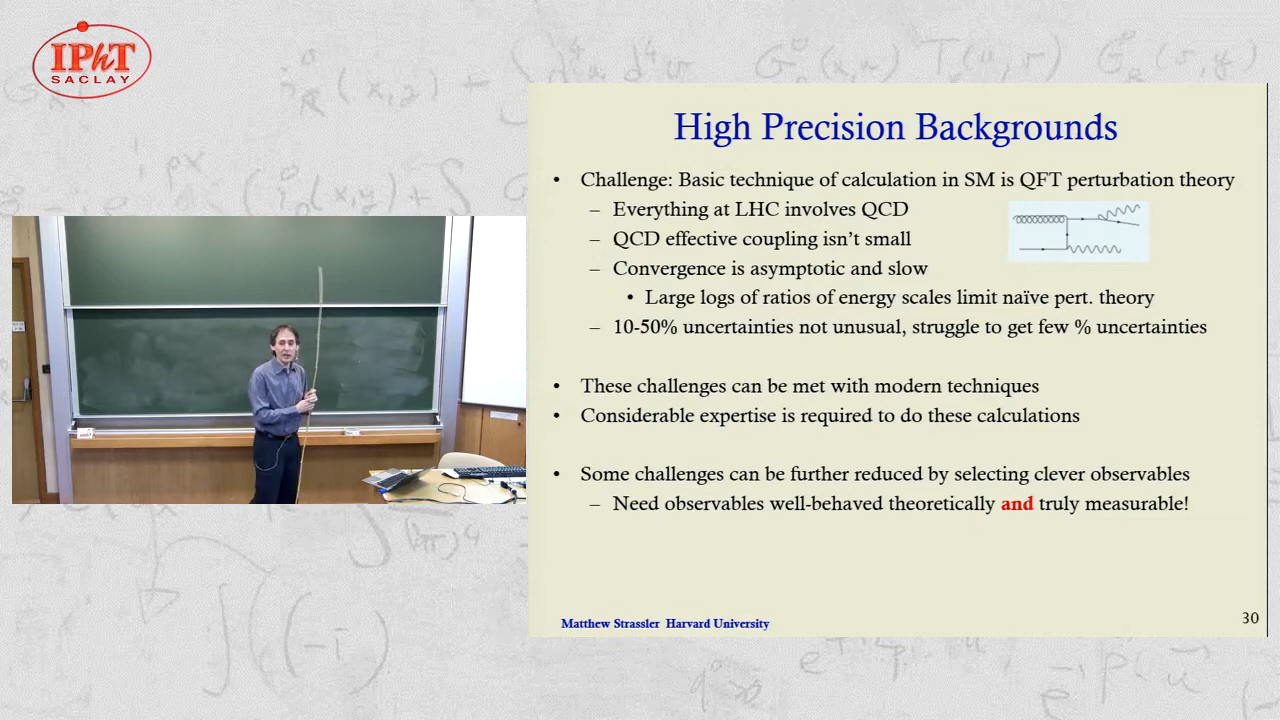 IPhT
SACLAY
High Precision Backgrounds
• Challenge: Basic technique of calculation in SM is QFT perturbation theory
– Everything at LHC involves QCD
– QCD effective coupling isn't small
– Convergence is asymptotic and slow
• Large logs of ratios of energy scales limit naïve pert. theory
– 10-50% uncertainties not unusual, struggle to get few % uncertainties
• These challenges can be met with modern techniques
• Considerable expertise is required to do these calculations
• Some challenges can be further reduced by selecting clever observables
– Need observables well-behaved theoretically and truly measurable!
Matthew Strassler Harvard University
30